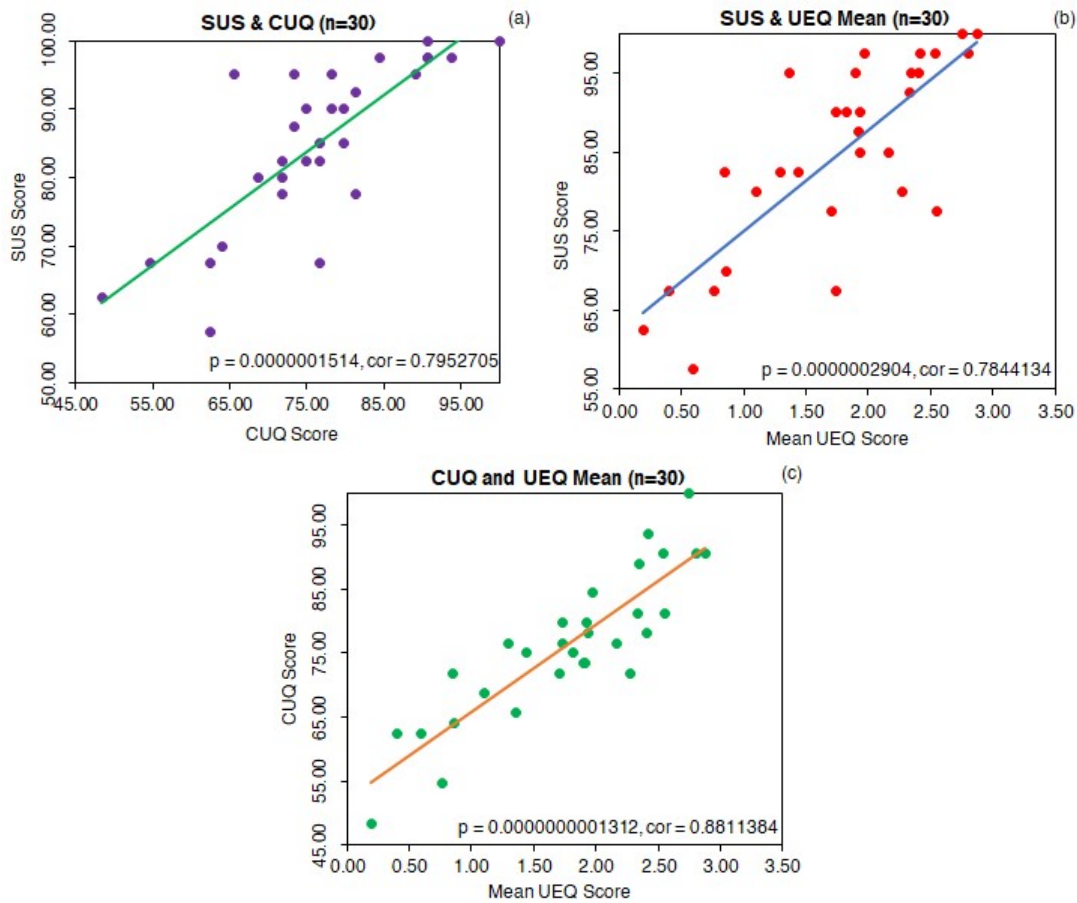 SUS & CUQ (n=30)
(a)
SUS Score
100.00
90.00
80.00
70.00
60.00
50.00
p = 0.0000001514, cor = 0.7952705
45.00 55.00 65.00 75.00 85.00 95.00
CUQ Score
SUS & UEQ Mean (n=30)
(b)
SUS Score
95.00
85.00
75.00
65.00
55.00
p = 0.0000002904, cor = 0.7844134
0.00 0.50 1.00 1.50 2.00 2.50 3.00 3.50
Mean UEQ Score
CUQ and UEQ Mean (n=30)
(c)
CUQ Score
95.00
85.00
75.00
65.00
55.00
45.00
p = 0.0000000001312, cor = 0.8811384
0.00 0.50 1.00 1.50 2.00 2.50 3.00 3.50
Mean UEQ Score